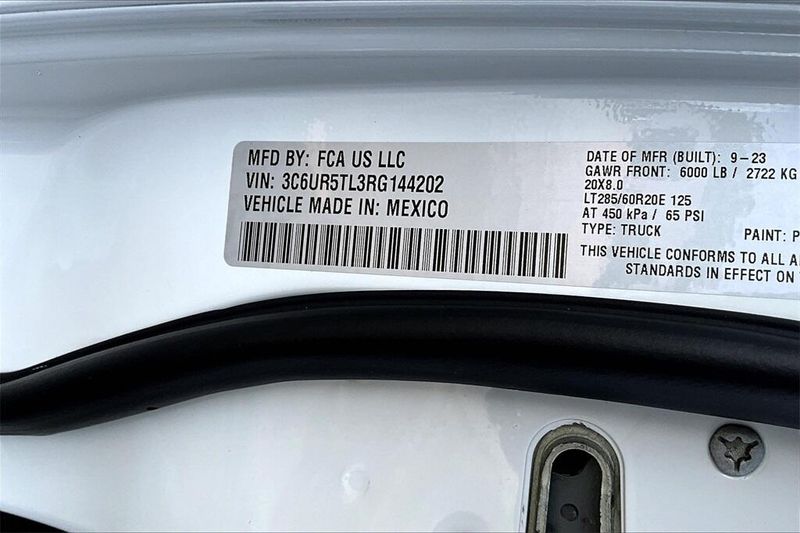 MFD BY: FCA US LLC
VIN: 3C6UR5TL3RG144202
VEHICLE MADE IN: MEXICO
DATE OF MFR (BUILT): 9-23
GAWR FRONT: 6000 LB / 2722 KG
20X8.0
LT285/60R20E 125
AT 450 kPa / 65 PSI
TYPE: TRUCK
PAINT: P
THIS VEHICLE CONFORMS TO ALL
STANDARDS IN EFFECT ON